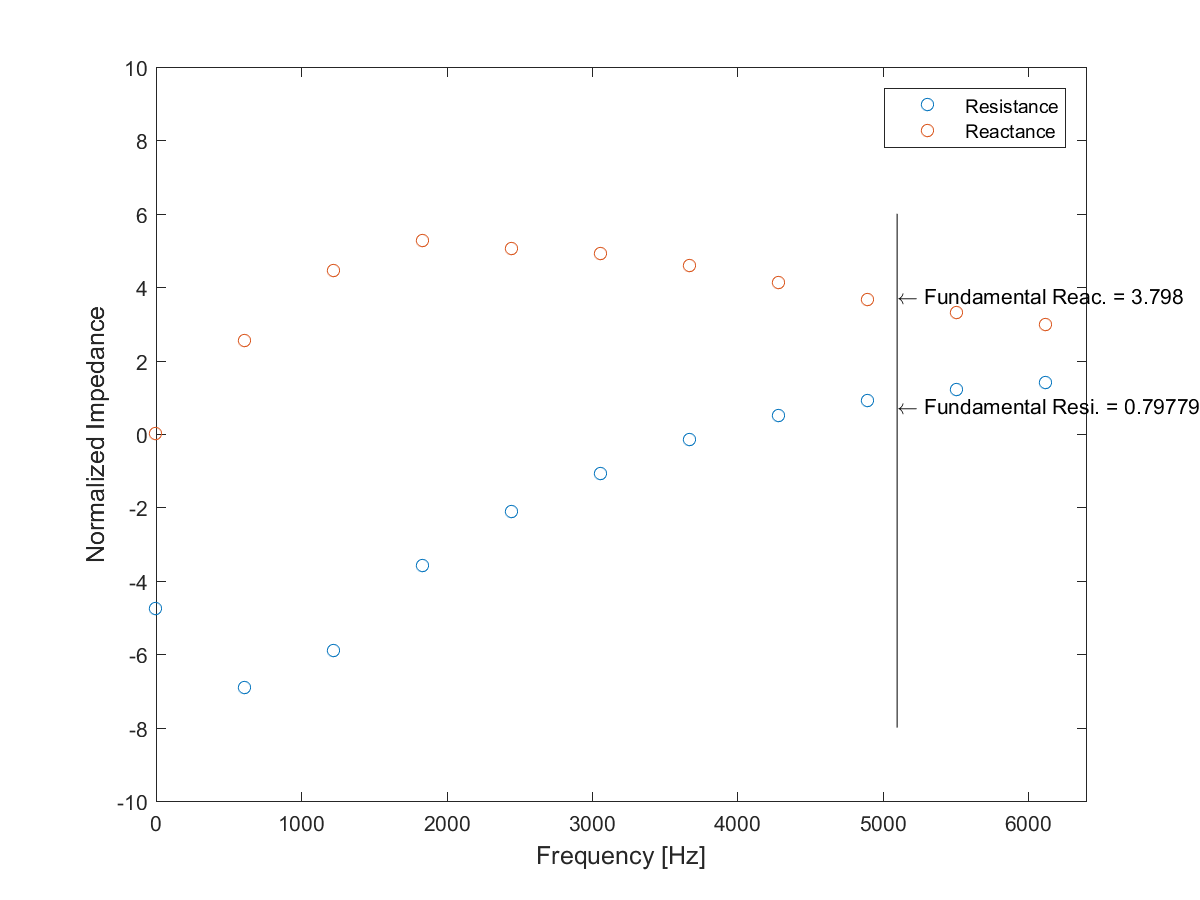 10
8
6
4
2
0
-2
-4
-6
-8
-10
Normalized Impedance
Resistance
Reactance
← Fundamental Reac. = 3.798
← Fundamental Resi. = 0.79779
0 1000 2000 3000 4000 5000 6000
Frequency [Hz]